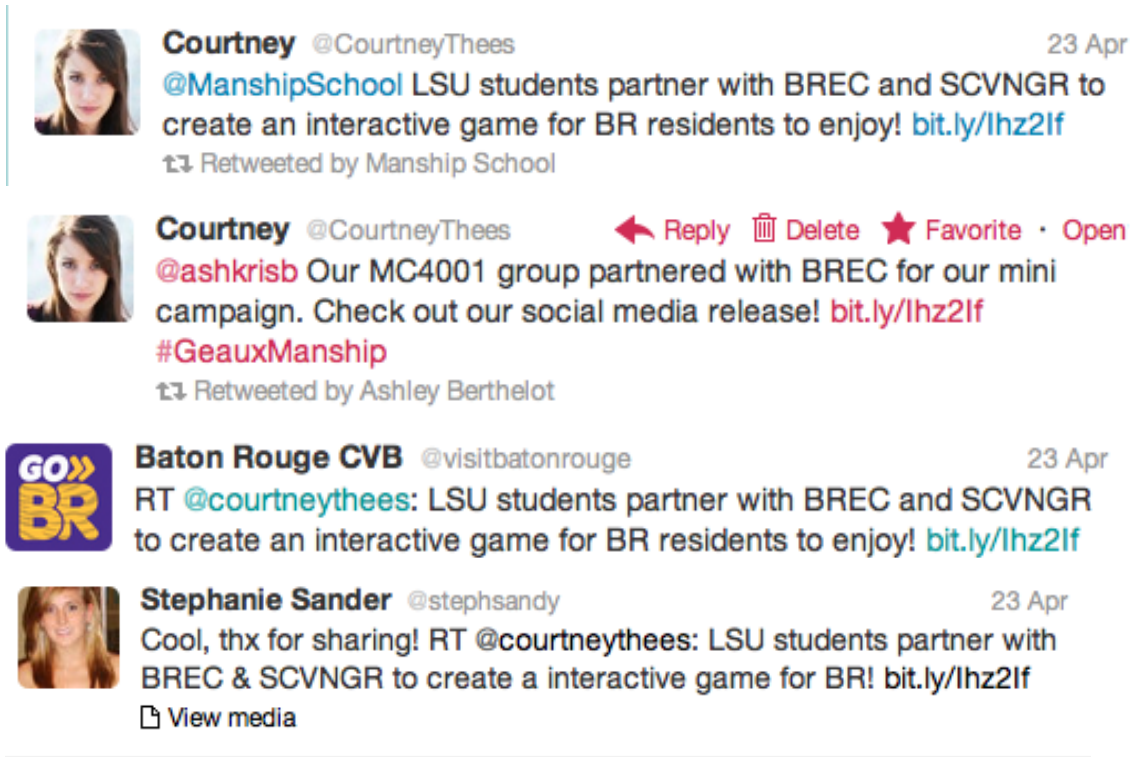 Courtney @CourtneyThees 23 Apr
@ManshipSchool LSU students partner with BREC and SCVNGR to
create an interactive game for BR residents to enjoy! bit.ly/Ihz2If
Retweeted by Manship School
Courtney @CourtneyThees Reply Delete Favorite · Open
@ashkrisb Our MC4001 group partnered with BREC for our mini
campaign. Check out our social media release! bit.ly/Ihz2If
#GeauxManship
Retweeted by Ashley Berthelot
GO»
BR
Baton Rouge CVB @visitbatonrouge 23 Apr
RT @courtneythees: LSU students partner with BREC and SCVNGR
to create an interactive game for BR residents to enjoy! bit.ly/Ihz2If
Stephanie Sander @stephsandy 23 Apr
Cool, thx for sharing! RT @courtneythees: LSU students partner with
BREC & SCVNGR to create a interactive game for BR! bit.ly/Ihz2If
View media